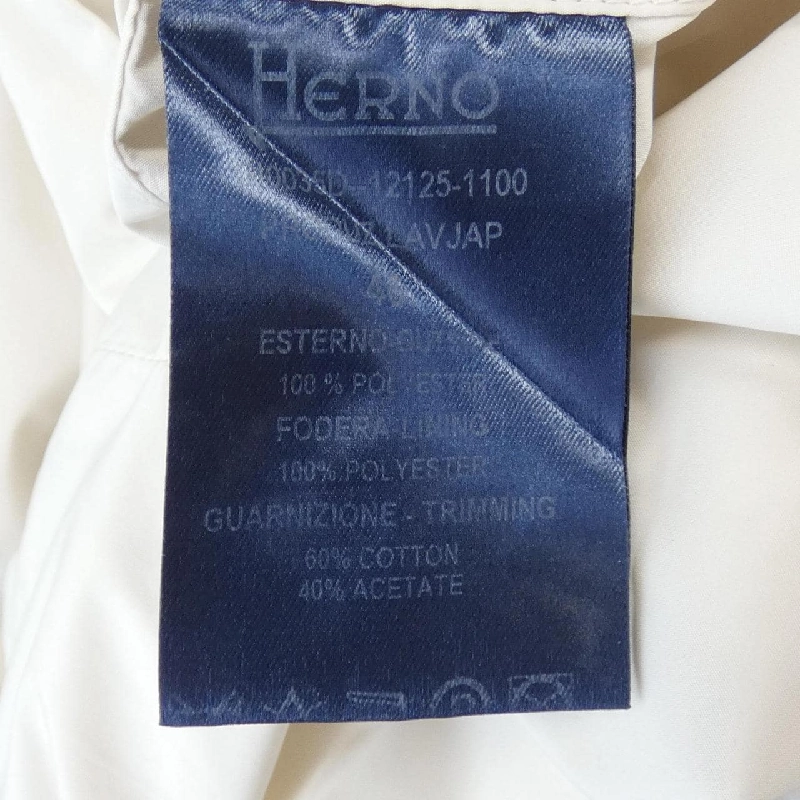 HERNO
12125-1100
LAVJAP
ESTERNO
100 % POLYESTER
FODERA-LINING
100% POLYESTER
GUARNIZIONE - TRIMMING
60% COTTON
40% ACETATE